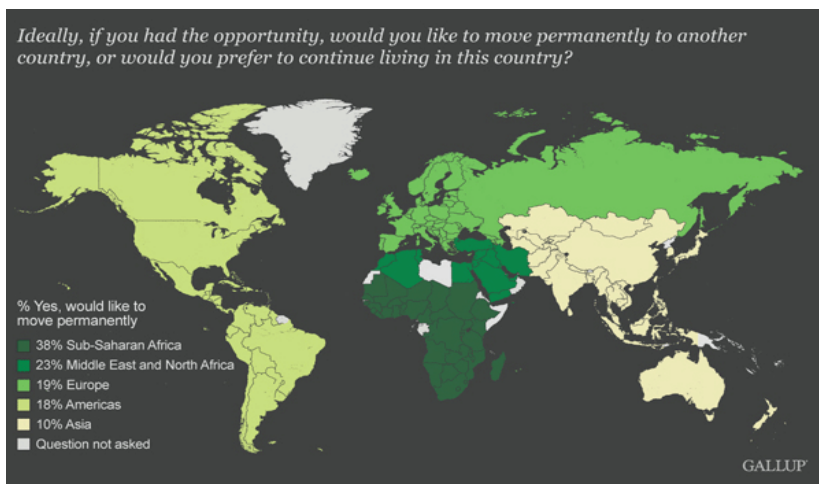 Ideally, if you had the opportunity, would you like to move permanently to another
country, or would you prefer to continue living in this country?
% Yes, would like to
move permanently
38% Sub-Saharan Africa
23% Middle East and North Africa
19% Europe
18% Americas
10% Asia
Question not asked
GALLUP